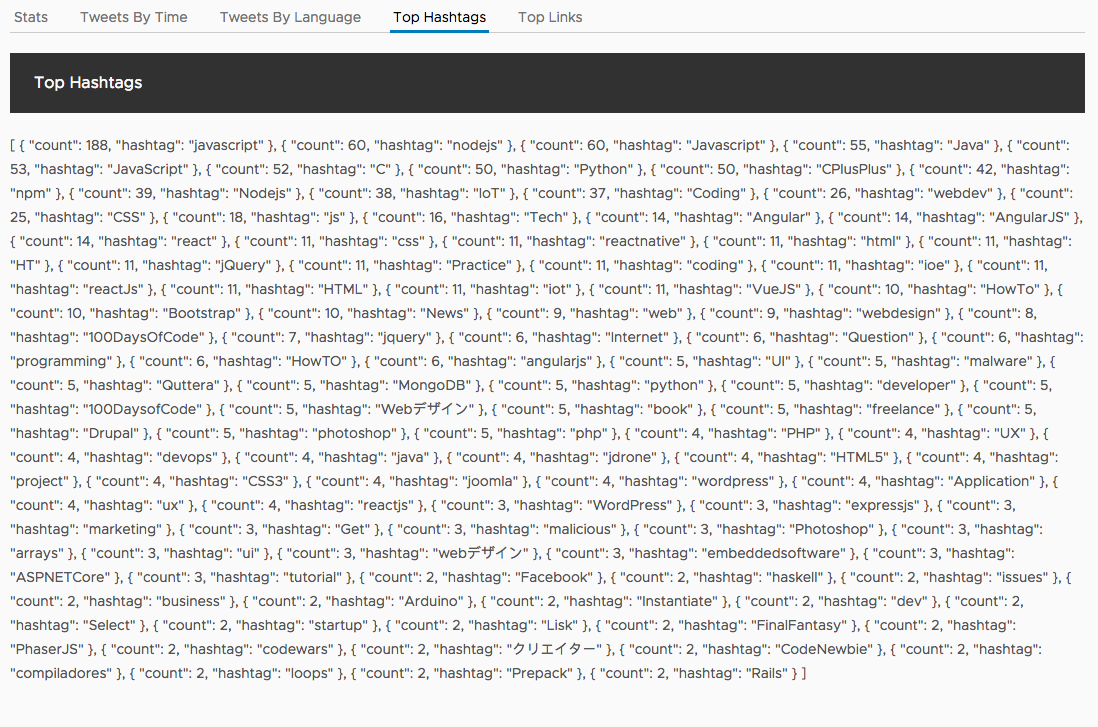 Stats Tweets By Time Tweets By Language Top Hashtags Top Links
Top Hashtags
[ { "count": 188, "hashtag": "javascript" }, { "count": 60, "hashtag": "nodejs" }, { "count": 60, "hashtag": "Javascript" }, { "count": 55, "hashtag": "Java" }, { "count":
53, "hashtag": "JavaScript" }, { "count": 52, "hashtag": "C" }, { "count": 50, "hashtag": "Python" }, { "count": 50, "hashtag": "CPlusPlus" }, { "count": 42, "hashtag":
"npm" }, { "count": 39, "hashtag": "Nodejs" }, { "count": 38, "hashtag": "IoT" }, { "count": 37, "hashtag": "Coding" }, { "count": 26, "hashtag": "webdev" }, { "count":
25, "hashtag": "CSS" }, { "count": 18, "hashtag": "js" }, { "count": 16, "hashtag": "Tech" }, { "count": 14, "hashtag": "Angular" }, { "count": 14, "hashtag": "AngularJS" },
{ "count": 14, "hashtag": "react" }, { "count": 11, "hashtag": "css" }, { "count": 11, "hashtag": "reactnative" }, { "count": 11, "hashtag": "html" }, { "count": 11, "hashtag":
"HT" }, { "count": 11, "hashtag": "jQuery" }, { "count": 11, "hashtag": "Practice" }, { "count": 11, "hashtag": "coding" }, { "count": 11, "hashtag": "ioe" }, { "count": 11,
"hashtag": "reactJs" }, { "count": 11, "hashtag": "HTML" }, { "count": 11, "hashtag": "iot" }, { "count": 11, "hashtag": "VueJS" }, { "count": 10, "hashtag": "HowTo" }, {
"count": 10, "hashtag": "Bootstrap" }, { "count": 10, "hashtag": "News" }, { "count": 9, "hashtag": "web" }, { "count": 9, "hashtag": "webdesign" }, { "count": 8,
"hashtag": "100DaysOfCode" }, { "count": 7, "hashtag": "jquery" }, { "count": 6, "hashtag": "Internet" }, { "count": 6, "hashtag": "Question" }, { "count": 6, "hashtag":
"programming" }, { "count": 6, "hashtag": "HowTO" }, { "count": 6, "hashtag": "angularjs" }, { "count": 5, "hashtag": "UI" }, { "count": 5, "hashtag": "malware" }, {
"count": 5, "hashtag": "Quttera" }, { "count": 5, "hashtag": "MongoDB" }, { "count": 5, "hashtag": "python" }, { "count": 5, "hashtag": "developer" }, { "count": 5,
"hashtag": "100DaysofCode" }, { "count": 5, "hashtag": "Webデザイン" }, { "count": 5, "hashtag": "book" }, { "count": 5, "hashtag": "freelance" }, { "count": 5,
"hashtag": "Drupal" }, { "count": 5, "hashtag": "photoshop" }, { "count": 5, "hashtag": "php" }, { "count": 4, "hashtag": "PHP" }, { "count": 4, "hashtag": "UX" }, {
"count": 4, "hashtag": "devops" }, { "count": 4, "hashtag": "java" }, { "count": 4, "hashtag": "jdrone" }, { "count": 4, "hashtag": "HTML5" }, { "count": 4, "hashtag":
"project" }, { "count": 4, "hashtag": "CSS3" }, { "count": 4, "hashtag": "joomla" }, { "count": 4, "hashtag": "wordpress" }, { "count": 4, "hashtag": "Application" }, {
"count": 4, "hashtag": "ux" }, { "count": 4, "hashtag": "reactjs" }, { "count": 3, "hashtag": "WordPress" }, { "count": 3, "hashtag": "expressjs" }, { "count": 3,
"hashtag": "marketing" }, { "count": 3, "hashtag": "Get" }, { "count": 3, "hashtag": "malicious" }, { "count": 3, "hashtag": "Photoshop" }, { "count": 3, "hashtag":
"arrays" }, { "count": 3, "hashtag": "ui" }, { "count": 3, "hashtag": "webデザイン" }, { "count": 3, "hashtag": "embeddedsoftware" }, { "count": 3, "hashtag":
"ASPNETCore" }, { "count": 3, "hashtag": "tutorial" }, { "count": 2, "hashtag": "Facebook" }, { "count": 2, "hashtag": "haskell" }, { "count": 2, "hashtag": "issues" }, {
"count": 2, "hashtag": "business" }, { "count": 2, "hashtag": "Arduino" }, { "count": 2, "hashtag": "Instantiate" }, { "count": 2, "hashtag": "dev" }, { "count": 2,
"hashtag": "Select" }, { "count": 2, "hashtag": "startup" }, { "count": 2, "hashtag": "Lisk" }, { "count": 2, "hashtag": "FinalFantasy" }, { "count": 2, "hashtag":
"PhaserJS" }, { "count": 2, "hashtag": "codewars" }, { "count": 2, "hashtag": "クリエイター" }, { "count": 2, "hashtag": "CodeNewbie" }, { "count": 2, "hashtag":
"compiladores" }, { "count": 2, "hashtag": "loops" }, { "count": 2, "hashtag": "Prepack" }, { "count": 2, "hashtag": "Rails" } ]